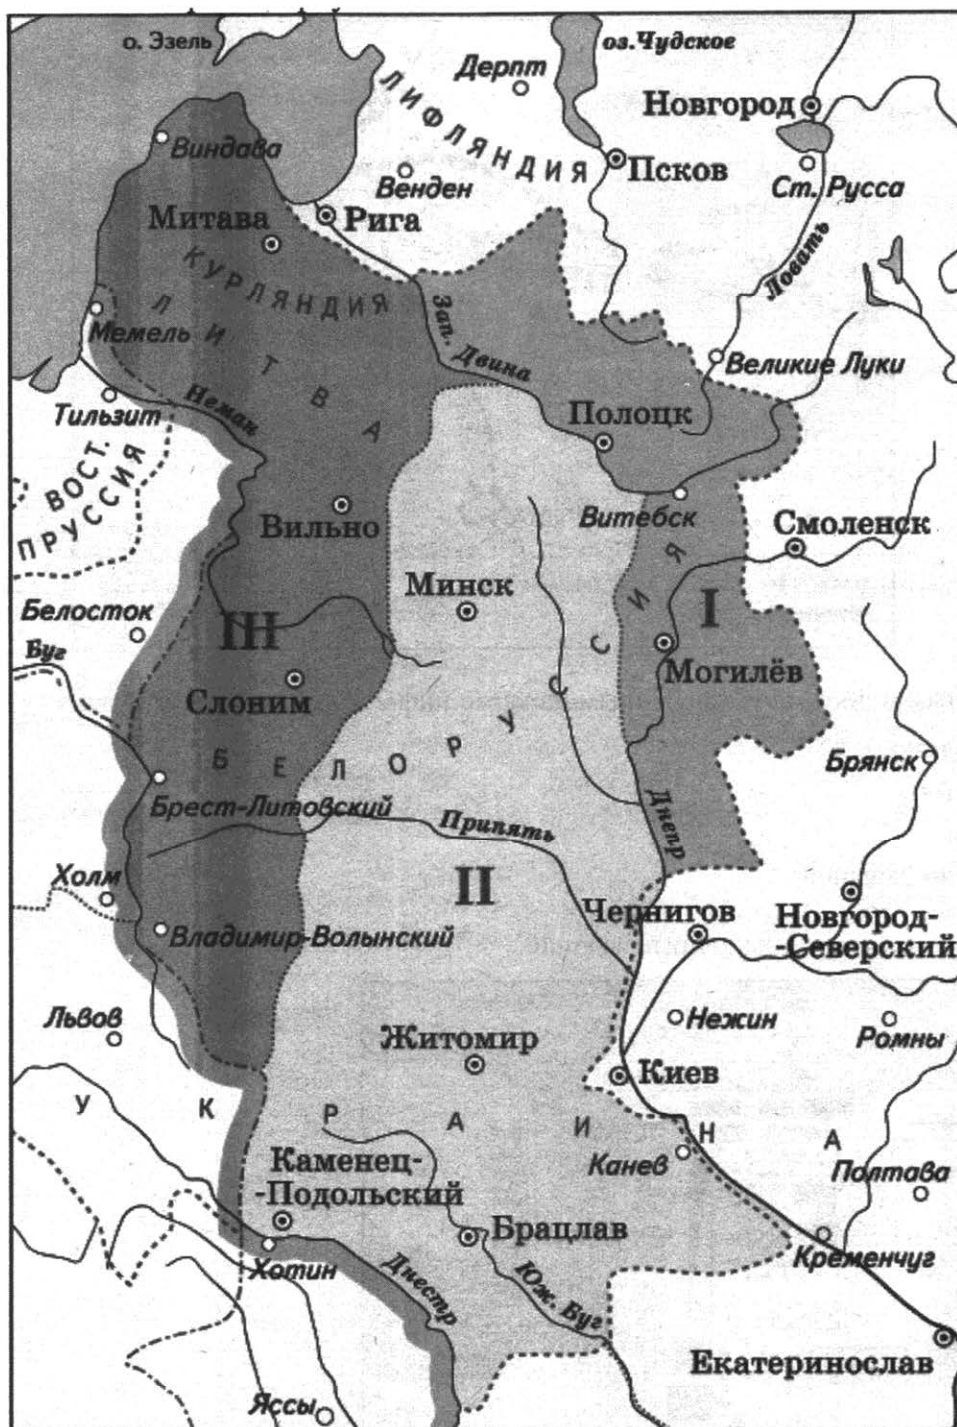 о. Эзель
оз.Чудское
Дерпт
ЛИФЛЯНДИЯ
Новгород
Псков
Виндава
Венден
Ст. Русса
Митава
Рига
КУРЛЯНДИЯ
Ловать
ЛИТВА
Мемель
Зап. Двина
Великие Луки
Тильзит
Неман
Полоцк
ВОСТ.
ПРУССИЯ
Вильно
Витебск
Смоленск
Минск
Белосток
III
I
Буг
Могилёв
Слоним
БЕЛОРУССИЯ
Брянск
Брест-Литовский
Припять
Днепр
Холм
II
Чернигов
Новгород-
-Северский
Владимир-Волынский
Львов
Нежин
Ромны
Житомир
Киев
УКРАИНА
Канев
Полтава
Каменец-
-Подольский
Брацлав
Кременчуг
Хотин
Днестр
Юж. Буг
Екатеринослав
Яссы